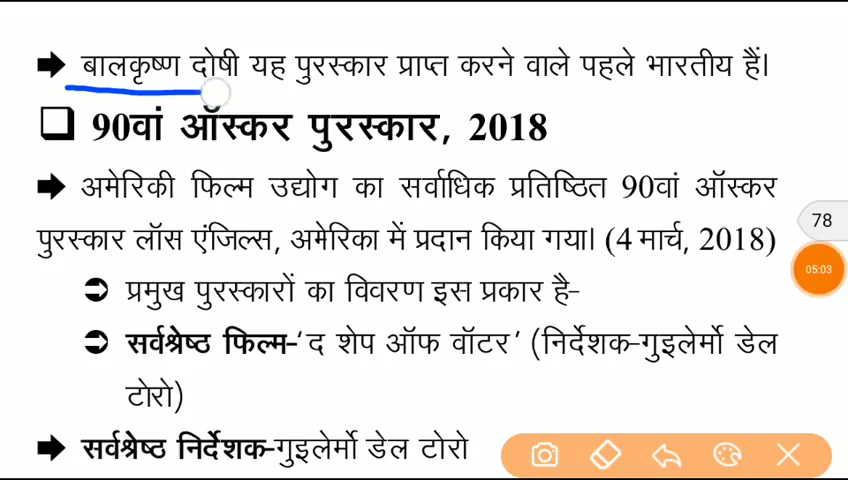 ➡ बालकृष्ण दोषी यह पुरस्कार प्राप्त करने वाले पहले भारतीय हैं।
❑ 90वां ऑस्कर पुरस्कार, 2018
➡ अमेरिकी फिल्म उद्योग का सर्वाधिक प्रतिष्ठित 90वां ऑस्कर
पुरस्कार लॉस एंजिल्स, अमेरिका में प्रदान किया गया। (4 मार्च, 2018)
78
05:03
➲ प्रमुख पुरस्कारों का विवरण इस प्रकार है-
➲ सर्वश्रेष्ठ फिल्म-'द शेप ऑफ वॉटर' (निर्देशक-गुइलेर्मो डेल
टोरो)
➡ सर्वश्रेष्ठ निर्देशक-गुइलेर्मो डेल टोरो